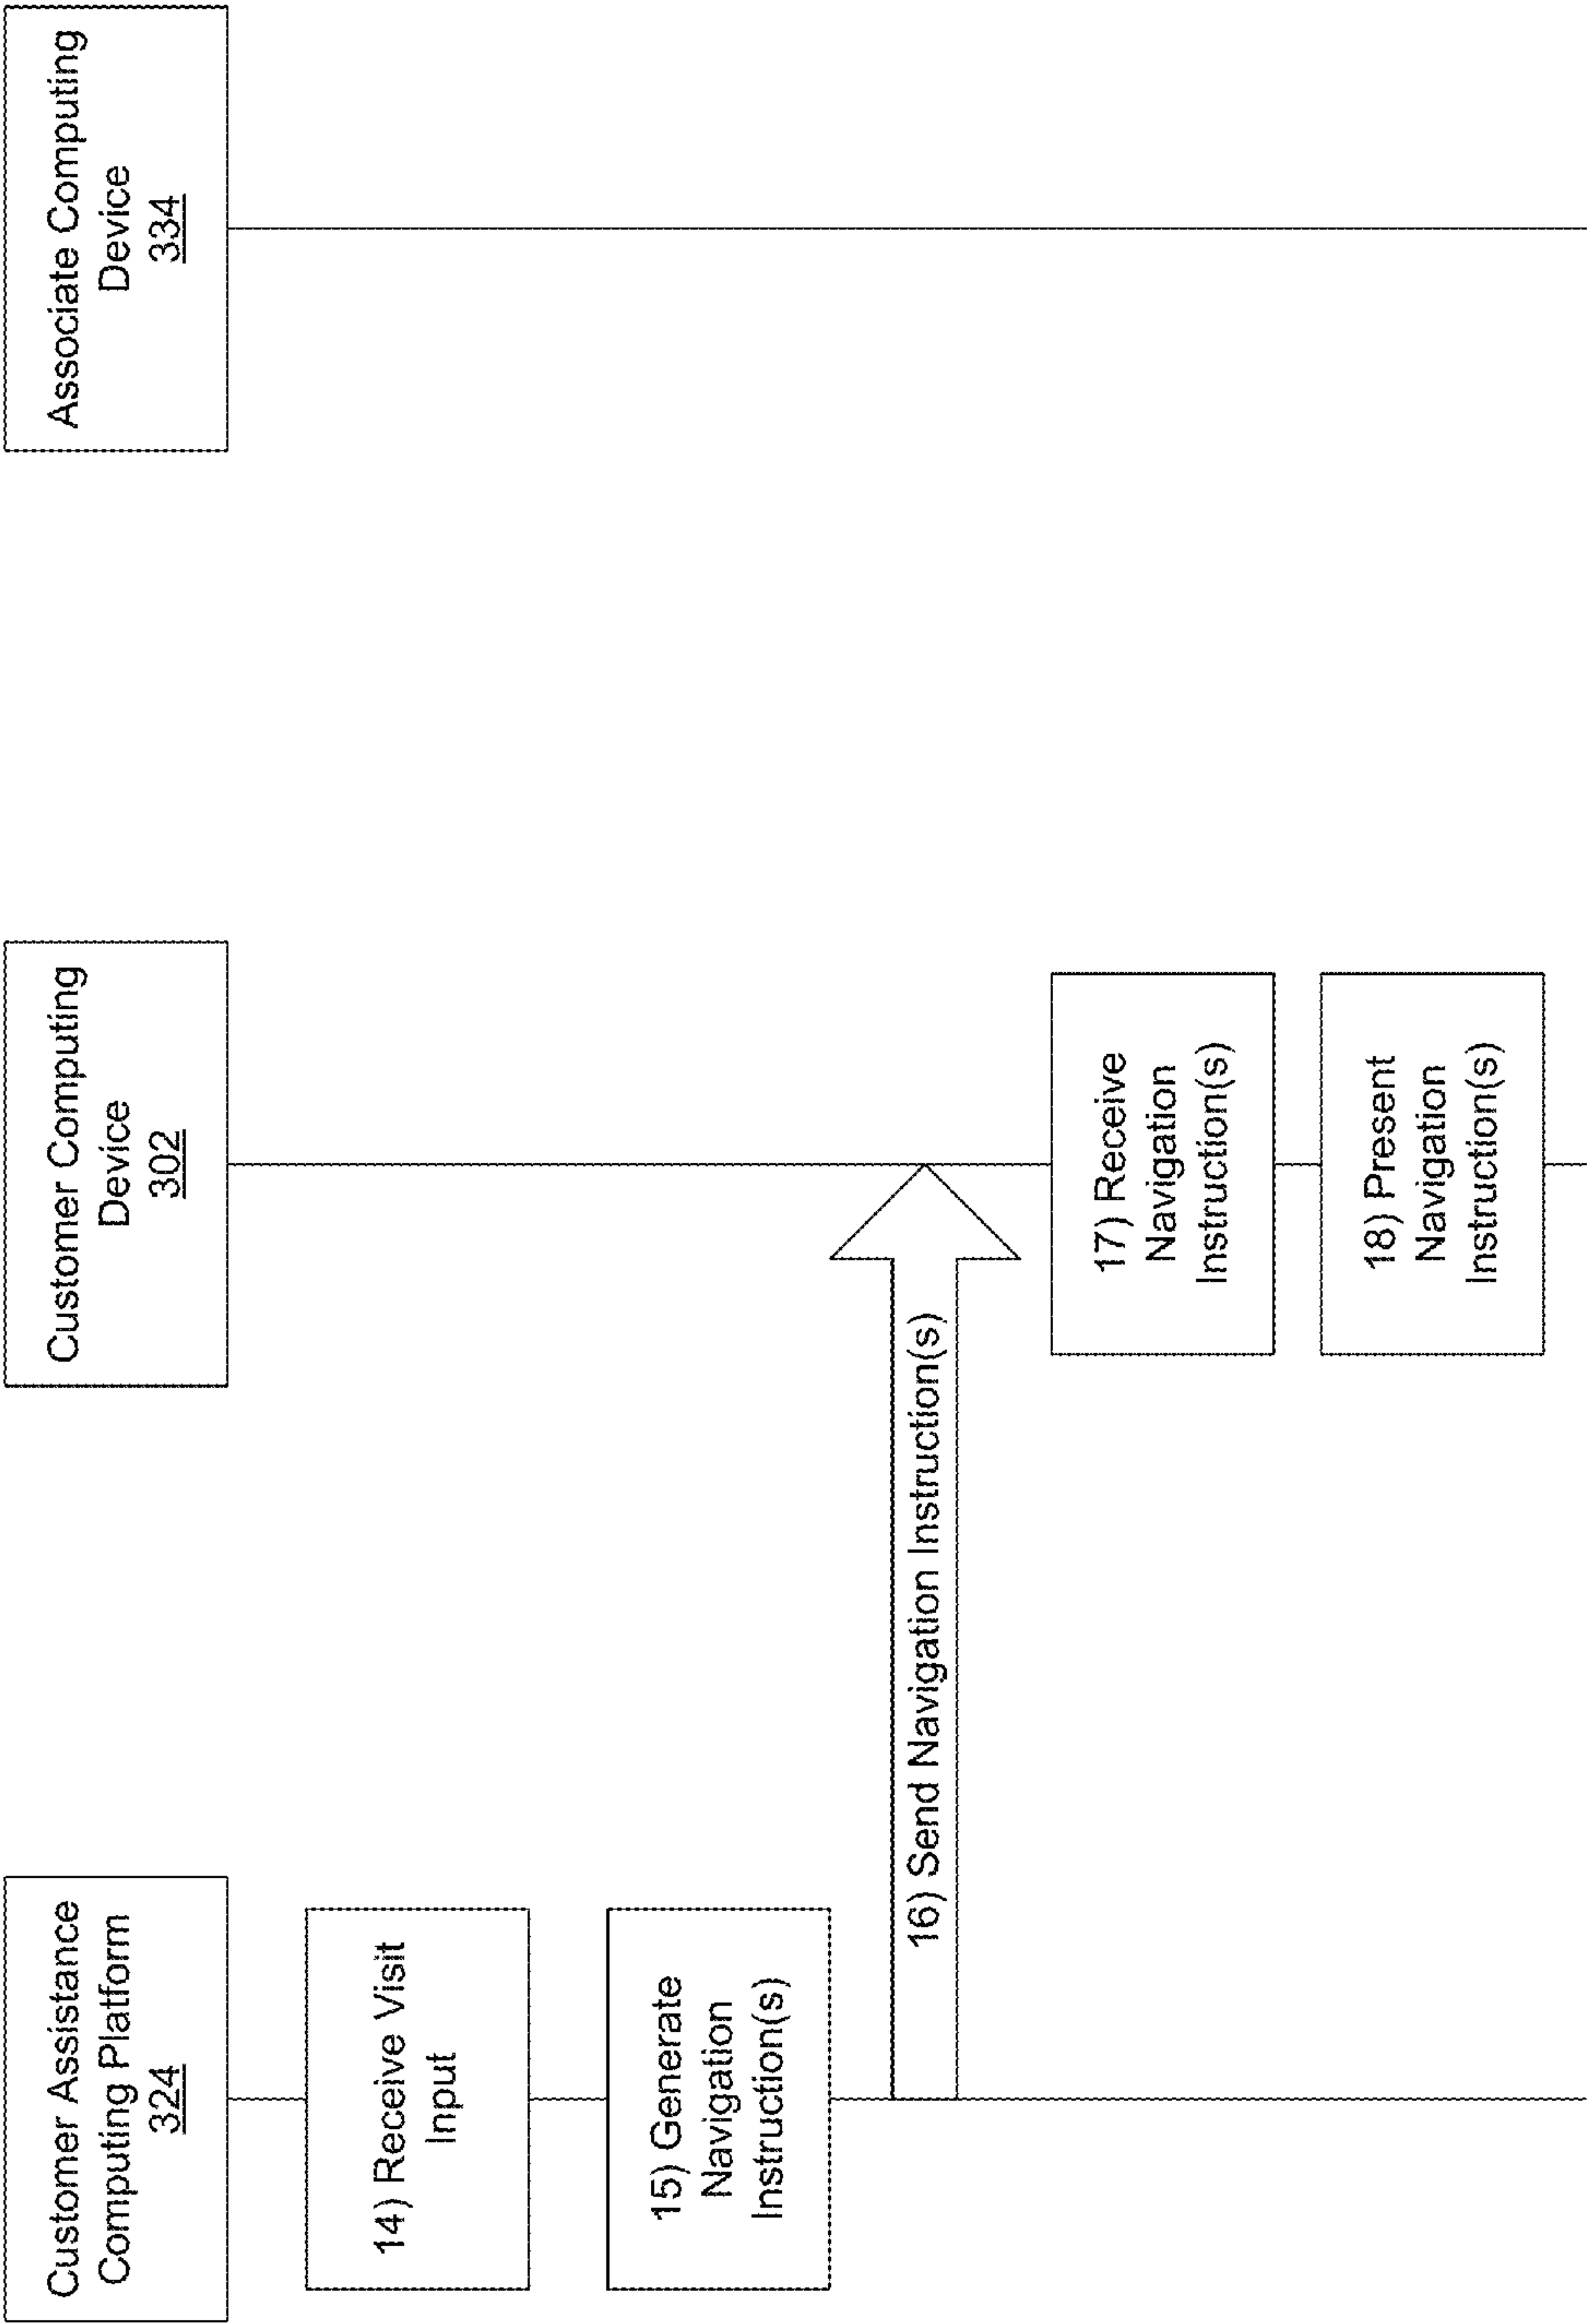 Customer Assistance
Computing Platform
324
Customer Computing
Device
302
Associate Computing
Device
334
14) Receive Visit
Input
15) Generate
Navigation
Instruction(s)
16) Send Navigation Instruction(s)
17) Receive
Navigation
Instruction(s)
18) Present
Navigation
Instruction(s)